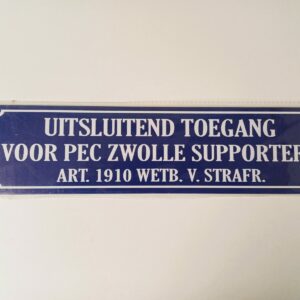 UITSLUITEND TOEGANG
VOOR PEC ZWOLLE SUPPORTER
ART. 1910 WETB. V. STRAFR.